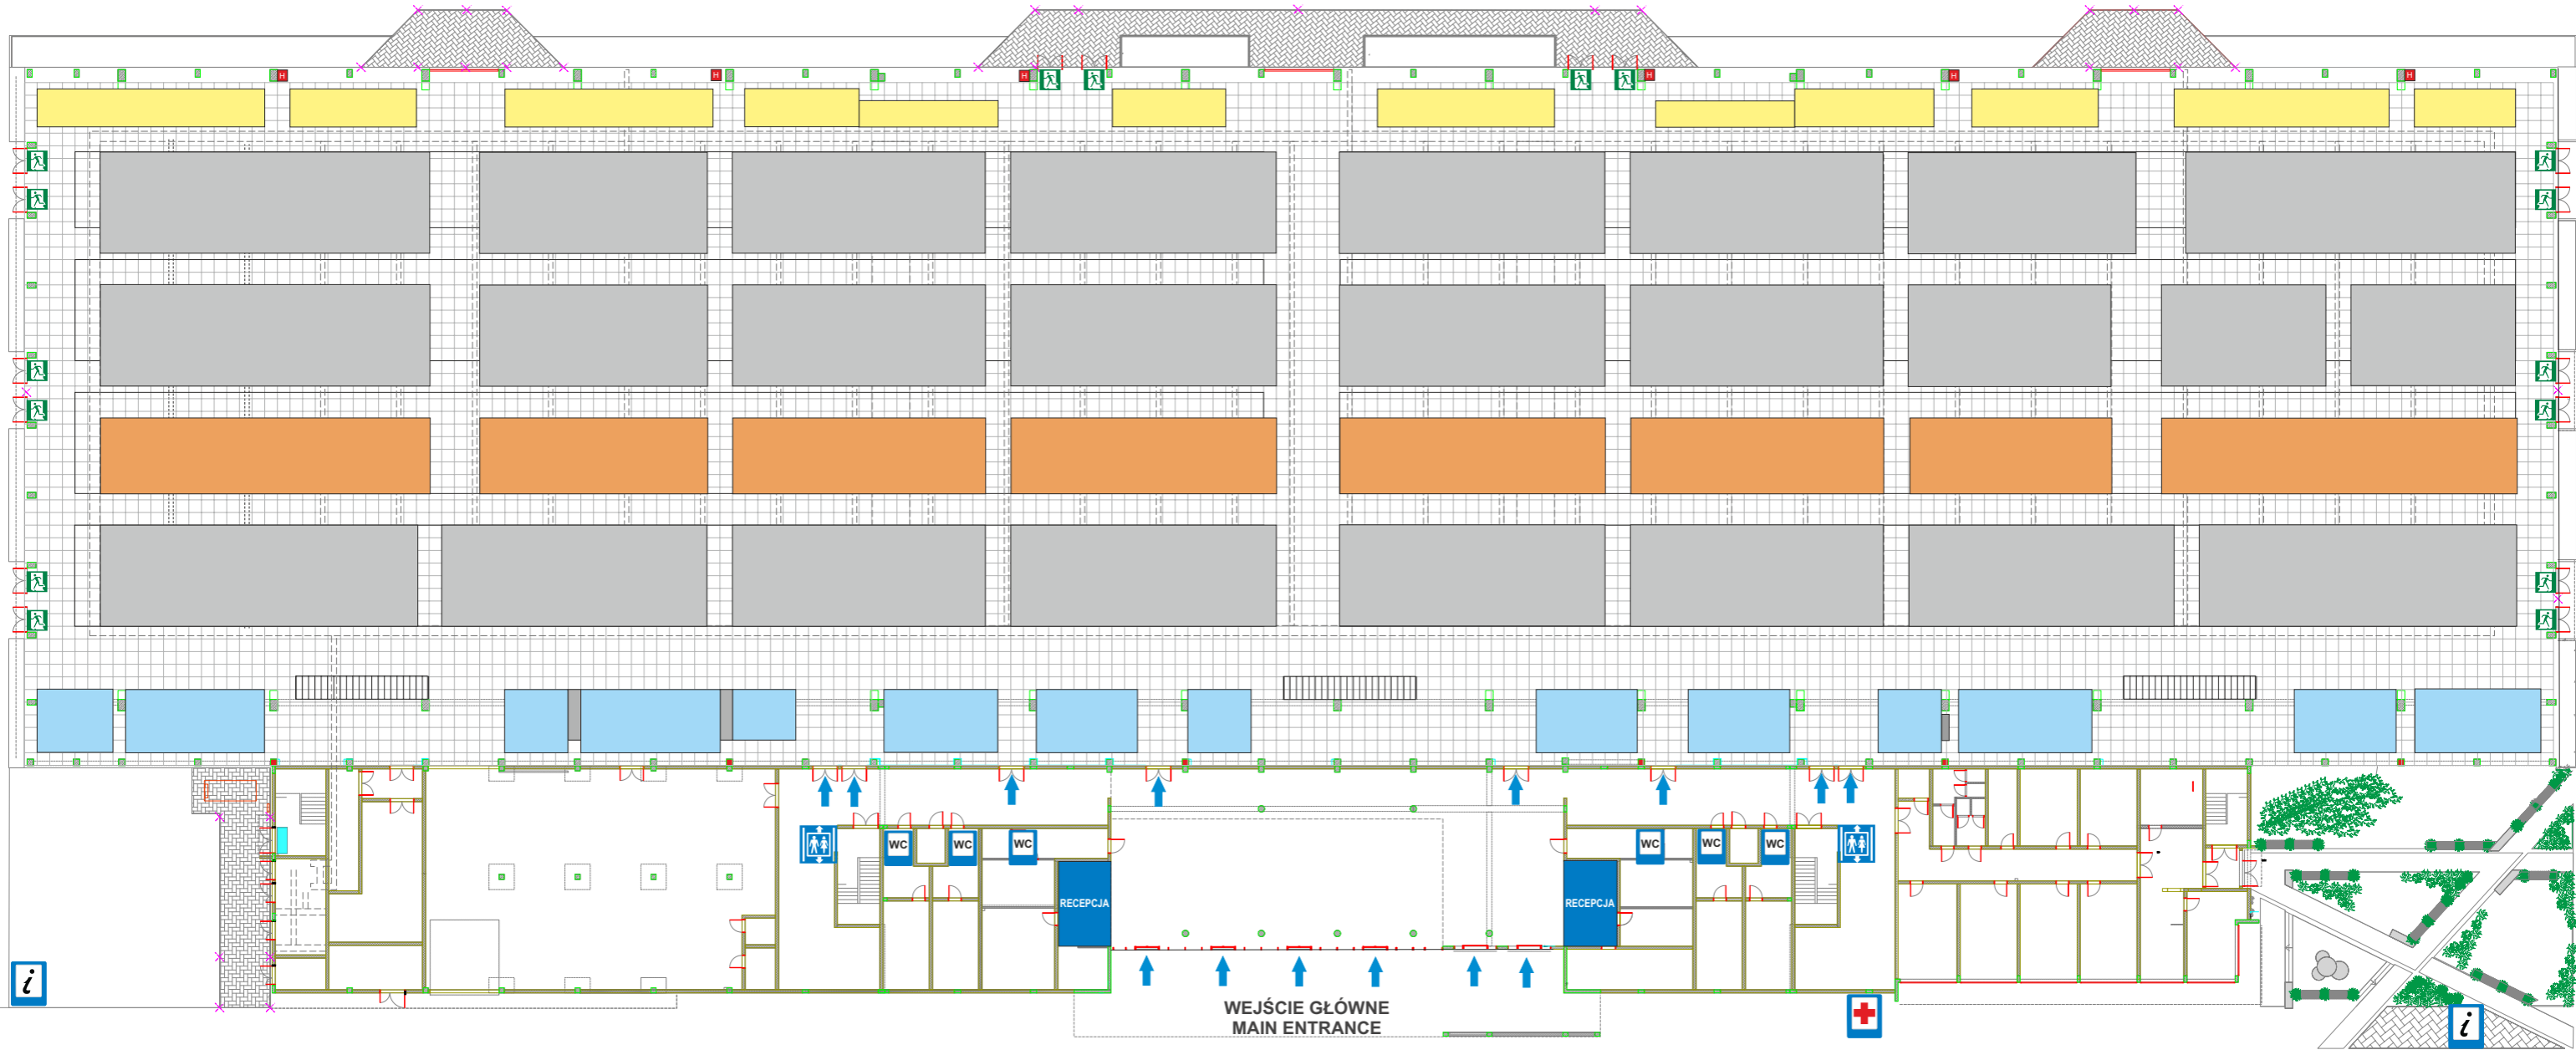 H H H H H H
WC WC WC WC WC WC
RECEPCJA RECEPCJA
i
WEJŚCIE GŁÓWNE
MAIN ENTRANCE
i